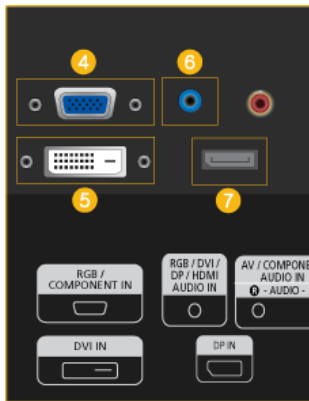 4
6
5
7
RGB /
COMPONENT IN
RGB / DVI /
DP / HDMI
AUDIO IN
AV / COMPONE
AUDIO IN
R - AUDIO -
DVI IN
DP IN